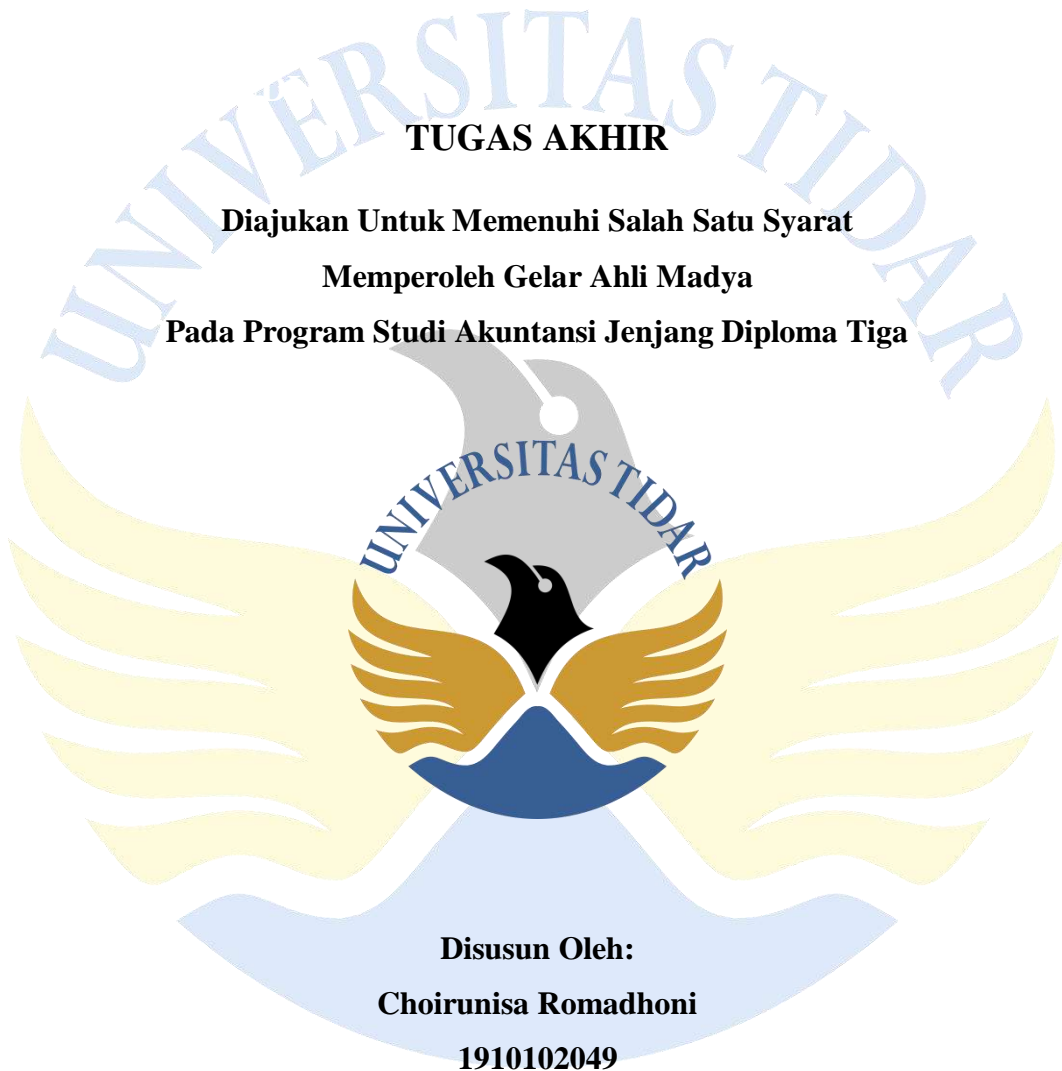 UNIVERSITAS TIDAR
TUGAS AKHIR
Diajukan Untuk Memenuhi Salah Satu Syarat
Memperoleh Gelar Ahli Madya
Pada Program Studi Akuntansi Jenjang Diploma Tiga
UNIVERSITAS TIDAR
Disusun Oleh:
Choirunisa Romadhoni
1910102049